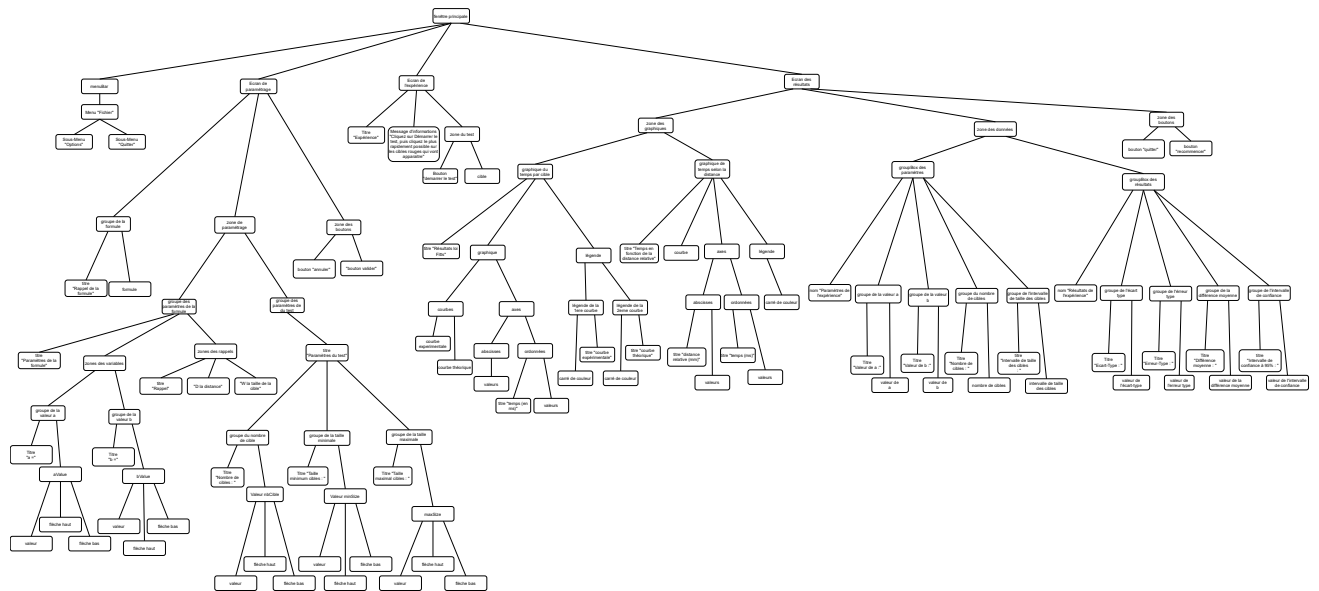 fenêtre principale
menuBar
Ecran de
paramétrage
Ecran de
l'expérience
Ecran des
résultats
Menu "Fichier"
Sous-Menu
"Options"
Sous-Menu
"Quitter"
Titre
"Expérience"
Message d'informations
"Cliquez sur Démarrer le
test, puis cliquez le plus
rapidement possible sur
les cibles rouges qui vont
apparaitre"
zone du test
Bouton
"démarrer le test"
cible
zone des
graphiques
zone des données
zone des
boutons
bouton "quitter"
bouton
"recommencer"
graphique du
temps par cible
graphique de
temps selon la
distance
groupBox des
paramètres
groupBox des
résultats
groupe de la
formule
zone de
paramétrage
zone des
boutons
titre
"Rappel de la
formule"
formule
bouton "annuler"
"bouton valider"
titre "Résultats loi
Fitts"
graphique
légende
titre "Temps en
fonction de la
distance relative"
courbe
axes
légende
nom "Paramètres de
l'expérience"
groupe de la valeur a
groupe de la valeur
b
groupe du nombre
de cibles
groupe de l'intervalle
de taille des cibles
nom "Résultats de
l'expérience"
groupe de l'écart
type
groupe de l'erreur
type
groupe de la
différence moyenne
groupe de l'intervalle
de confiance
groupe des
paramètres de la
formule
groupe des
paramètres de
du test
courbes
axes
légende de la
1ère courbe
légende de la
2ème courbe
abscisses
ordonnées
carré de couleur
titre
"Paramètres de la
formule"
zones des variables
zones des rappels
titre
"Paramètres du test"
courbe
expérimentale
courbe théorique
abscisses
ordonnées
titre "courbe
expérimentale"
titre "courbe
théorique"
titre "distance
relative (mm)"
titre "temps (ms)"
titre
"Rappel"
"D la distance"
"W la taille de la
cible"
valeurs
carré de couleur
carré de couleur
valeurs
valeurs
titre "temps (en
ms)"
valeurs
Titre
"Valeur de a :"
valeur de
a
Titre
"Valeur de b :"
valeur de
b
Titre
"Nombre de
cibles : "
nombre de cibles
Titre
"Intervalle de taille
des cibles
: "
intervalle de taille
des cibles
Titre
"Ecart-Type : "
valeur de
l'écart-type
Titre
"Erreur-Type : "
valeur de
l'erreur type
Titre
"Différence
moyenne : "
valeur de la
différence moyenne
Titre
"Intervalle de
confiance à 95% : "
valeur de l'intervalle
de confiance
groupe de la
valeur a
groupe de la
valeur b
groupe du nombre
de cible
groupe de la taille
minimale
groupe de la taille
maximale
Titre
"a ="
Titre
"b ="
aValue
bValue
Titre
"Nombre de
cibles : "
Valeur nbCible
Titre "Taille
minimum cibles : "
Valeur minSize
Titre "Taille
maximal cibles : "
maxSize
valeur
flèche haut
flèche bas
valeur
flèche haut
flèche bas
valeur
flèche haut
flèche bas
valeur
flèche haut
flèche bas
valeur
flèche haut
flèche bas